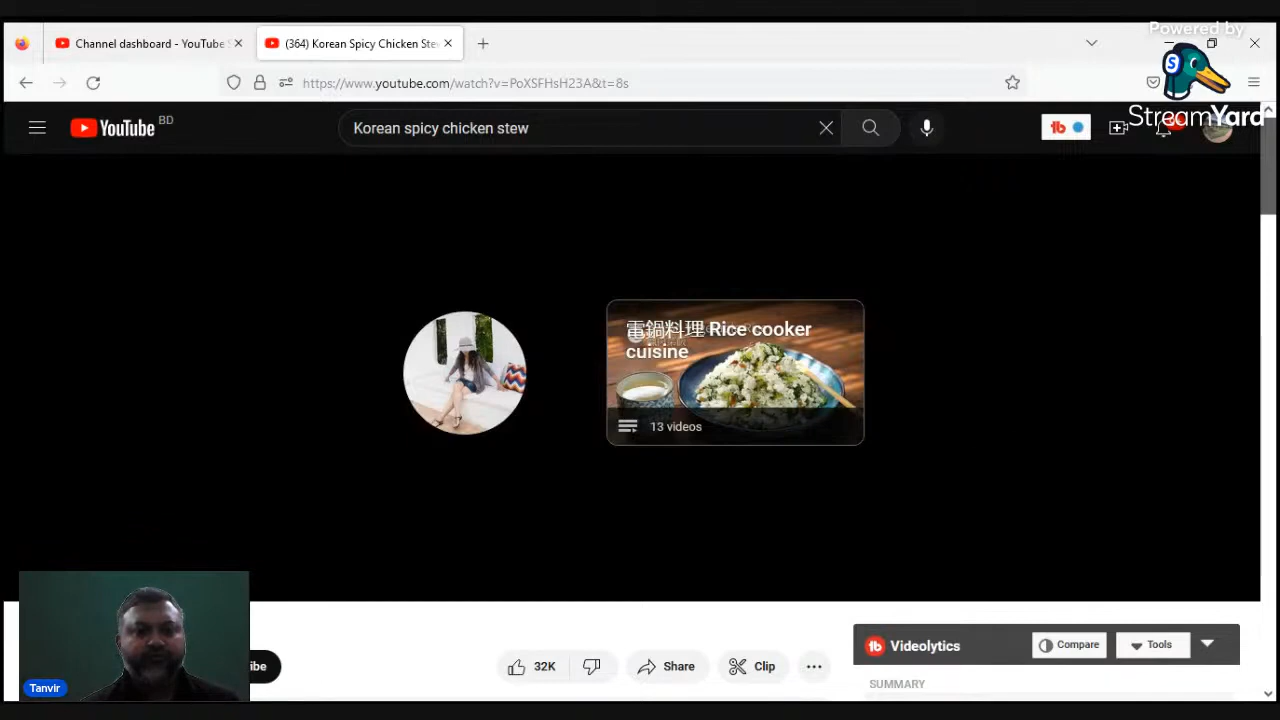 Powered by
StreamYard
Channel dashboard - YouTube S
(364) Korean Spicy Chicken Ste
https://www.youtube.com/watch?v=PoXSFHsH23A&t=8s
YouTube BD
Korean spicy chicken stew
電鍋料理 Rice cooker
cuisine
13 videos
be
32K
Share
Clip
Videolytics
Compare
Tools
SUMMARY
Tanvir